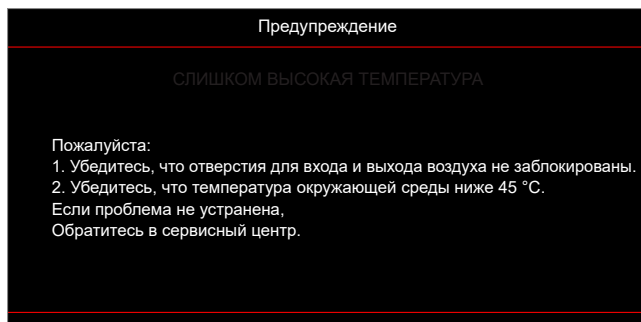 Предупреждение
СЛИШКОМ ВЫСОКАЯ ТЕМПЕРАТУРА
Пожалуйста:
1. Убедитесь, что отверстия для входа и выхода воздуха не заблокированы.
2. Убедитесь, что температура окружающей среды ниже 45 °C.
Если проблема не устранена,
Обратитесь в сервисный центр.